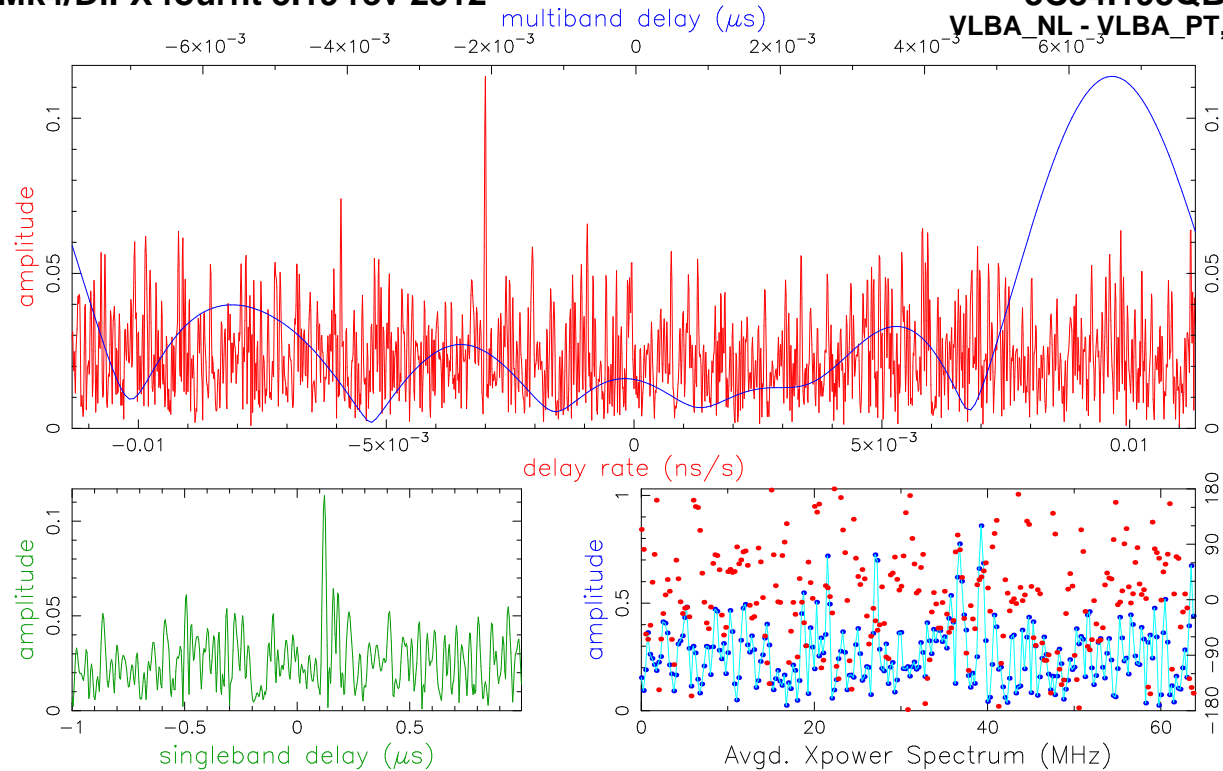 multiband delay (μs)
VLBA_NL - VLBA_PT,
−6×10⁻³ −4×10⁻³ −2×10⁻³ 0 2×10⁻³ 4×10⁻³ 6×10⁻³
amplitude
0 0.05 0.1
0 0.05 0.1
−0.01 −5×10⁻³ 0 5×10⁻³ 0.01
delay rate (ns/s)
amplitude
0 0.05 0.1
−1 −0.5 0 0.5
singleband delay (μs)
amplitude
0 0.5 1
−180 −90 0 90 180
0 20 40 60
Avgd. Xpower Spectrum (MHz)